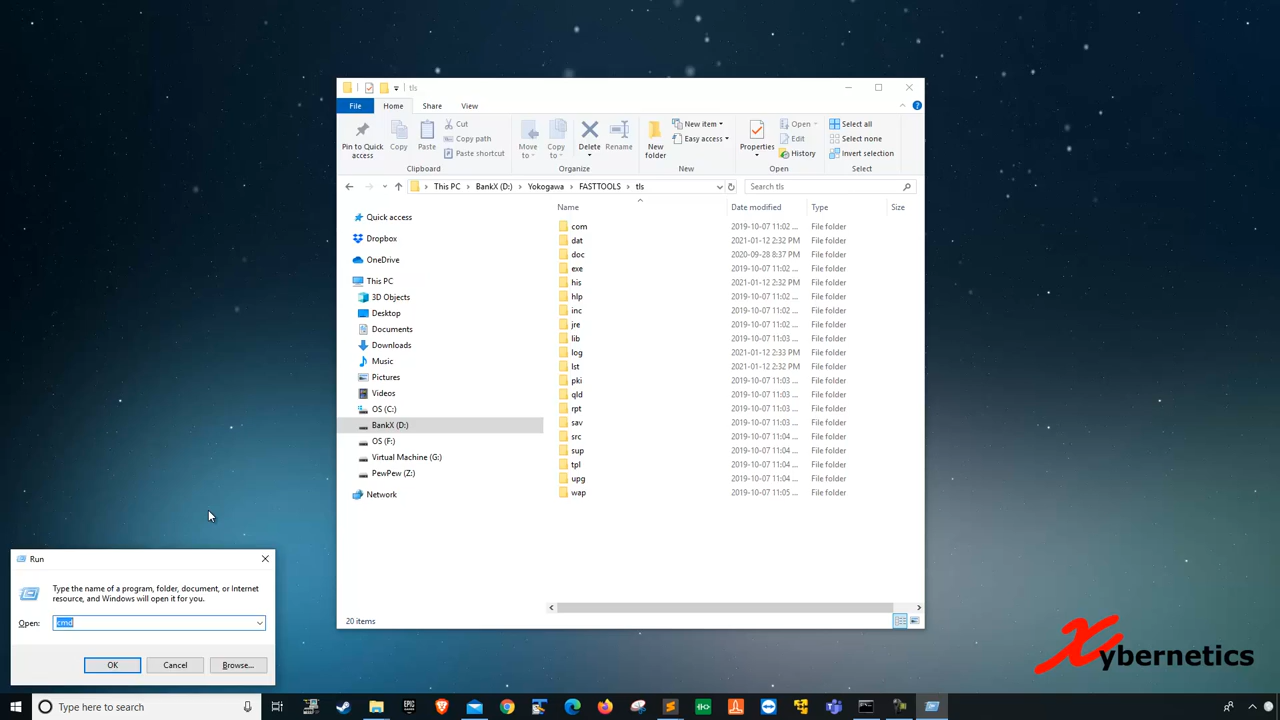 tls
File
Home
Share
View
Pin to Quick access
Copy
Paste
Cut
Copy path
Paste shortcut
Clipboard
Move to
Copy to
Delete
Rename
Organize
New folder
New item
Easy access
New
Properties
Open
Edit
History
Open
Select all
Select none
Invert selection
Select
This PC > BankX (D:) > Yokogawa > FASTTOOLS > tls
Search tls
Quick access
Dropbox
OneDrive
This PC
3D Objects
Desktop
Documents
Downloads
Music
Pictures
Videos
OS (C:)
BankX (D:)
OS (F:)
Virtual Machine (G:)
PewPew (Z:)
Network
Name Date modified Type Size
com 2019-10-07 11:02 ... File folder
dat 2021-01-12 2:32 PM File folder
doc 2020-09-28 8:37 PM File folder
exe 2019-10-07 11:02 ... File folder
his 2021-01-12 2:32 PM File folder
hlp 2019-10-07 11:02 ... File folder
inc 2019-10-07 11:02 ... File folder
jre 2019-10-07 11:02 ... File folder
lib 2019-10-07 11:02 ... File folder
log 2021-01-12 2:33 PM File folder
lst 2021-01-12 2:32 PM File folder
pki 2019-10-07 11:03 ... File folder
qld 2019-10-07 11:03 ... File folder
rpt 2019-10-07 11:03 ... File folder
sav 2019-10-07 11:03 ... File folder
src 2019-10-07 11:04 ... File folder
sup 2019-10-07 11:04 ... File folder
tpl 2019-10-07 11:04 ... File folder
upg 2019-10-07 11:04 ... File folder
wap 2019-10-07 11:05 ... File folder
20 items
Run
Type the name of a program, folder, document, or Internet
resource, and Windows will open it for you.
Open: cmd
OK Cancel Browse...
Xybernetics
Type here to search
EPIC